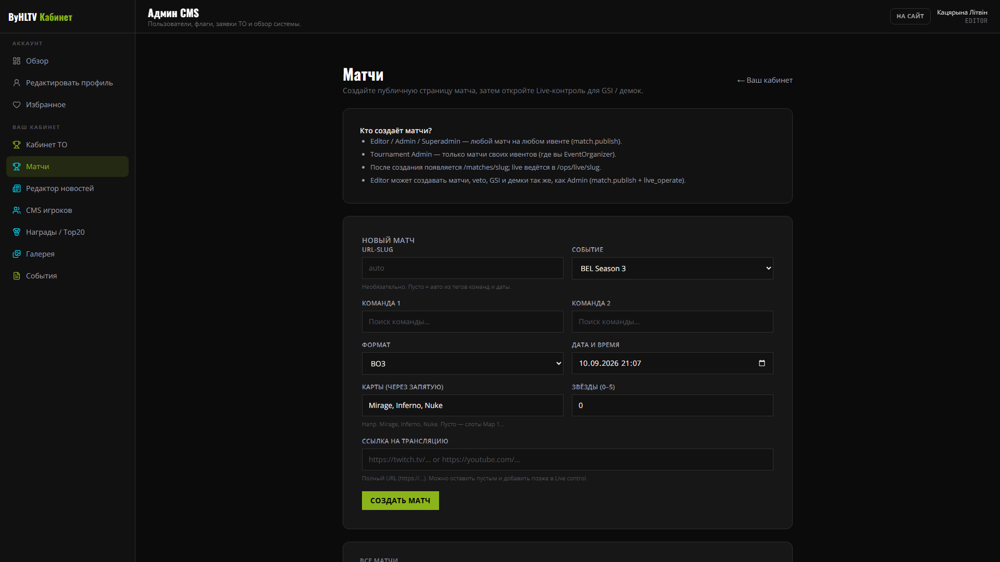 ByHLTV Кабинет
Админ CMS
Пользователи, флаги, заявки ТО и обзор системы.
НА САЙТ
Кацярына Літвін
EDITOR
АККАУНТ
Обзор
Редактировать профиль
Избранное
ВАШ КАБИНЕТ
Кабинет ТО
Матчи
Редактор новостей
CMS игроков
Награды / Top20
Галерея
События
Матчи
Создайте публичную страницу матча, затем откройте Live-контроль для GSI / демок.
← Ваш кабинет
Кто создаёт матчи?
• Editor / Admin / Superadmin — любой матч на любом ивенте (match.publish).
• Tournament Admin — только матчи своих ивентов (где вы EventOrganizer).
• После создания появляется /matches/slug; live ведётся в /ops/live/slug.
• Editor может создавать матчи, veto, GSI и демки так же, как Admin (match.publish + live_operate).
НОВЫЙ МАТЧ
URL-SLUG
auto
Необязательно. Пусто = авто из тегов команд и даты.
СОБЫТИЕ
BEL Season 3
КОМАНДА 1
Поиск команды...
КОМАНДА 2
Поиск команды...
ФОРМАТ
BO3
ДАТА И ВРЕМЯ
10.09.2026 21:07
КАРТЫ (ЧЕРЕЗ ЗАПЯТУЮ)
Mirage, Inferno, Nuke
Напр. Mirage, Inferno, Nuke. Пусто — слоты Map 1...
ЗВЁЗДЫ (0–5)
0
ССЫЛКА НА ТРАНСЛЯЦИЮ
https://twitch.tv/... or https://youtube.com/...
Полный URL (https://...). Можно оставить пустым и добавить позже в Live control.
СОЗДАТЬ МАТЧ
ВСЕ МАТЧИ